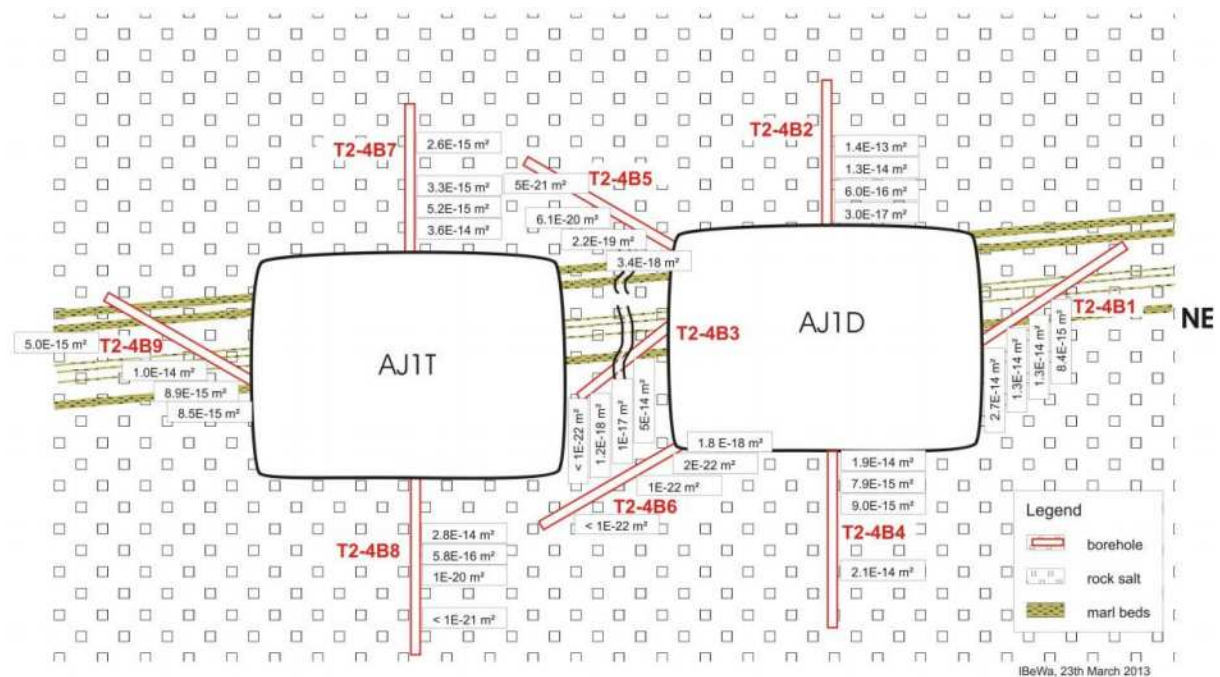 T2-4B7
2.6E-15 m²
3.3E-15 m²
5.2E-15 m²
3.6E-14 m²
T2-4B5
5E-21 m²
6.1E-20 m²
2.2E-19 m²
3.4E-18 m²
T2-4B2
1.4E-13 m²
1.3E-14 m²
6.0E-16 m²
3.0E-17 m²
T2-4B9
5.0E-15 m²
1.0E-14 m²
8.9E-15 m²
8.5E-15 m²
AJ1T
T2-4B3
< 1E-22 m²
1.2E-18 m²
1E-17 m²
5E-14 m²
AJ1D
T2-4B1
2.7E-14 m²
1.3E-14 m²
1.3E-14 m²
8.4E-15 m²
NE
1.8 E-18 m²
2E-22 m²
1E-22 m²
T2-4B6
< 1E-22 m²
1.9E-14 m²
7.9E-15 m²
9.0E-15 m²
T2-4B4
2.1E-14 m²
T2-4B8
2.8E-14 m²
5.8E-16 m²
1E-20 m²
< 1E-21 m²
Legend
borehole
rock salt
marl beds
IBeWa, 23th March 2013